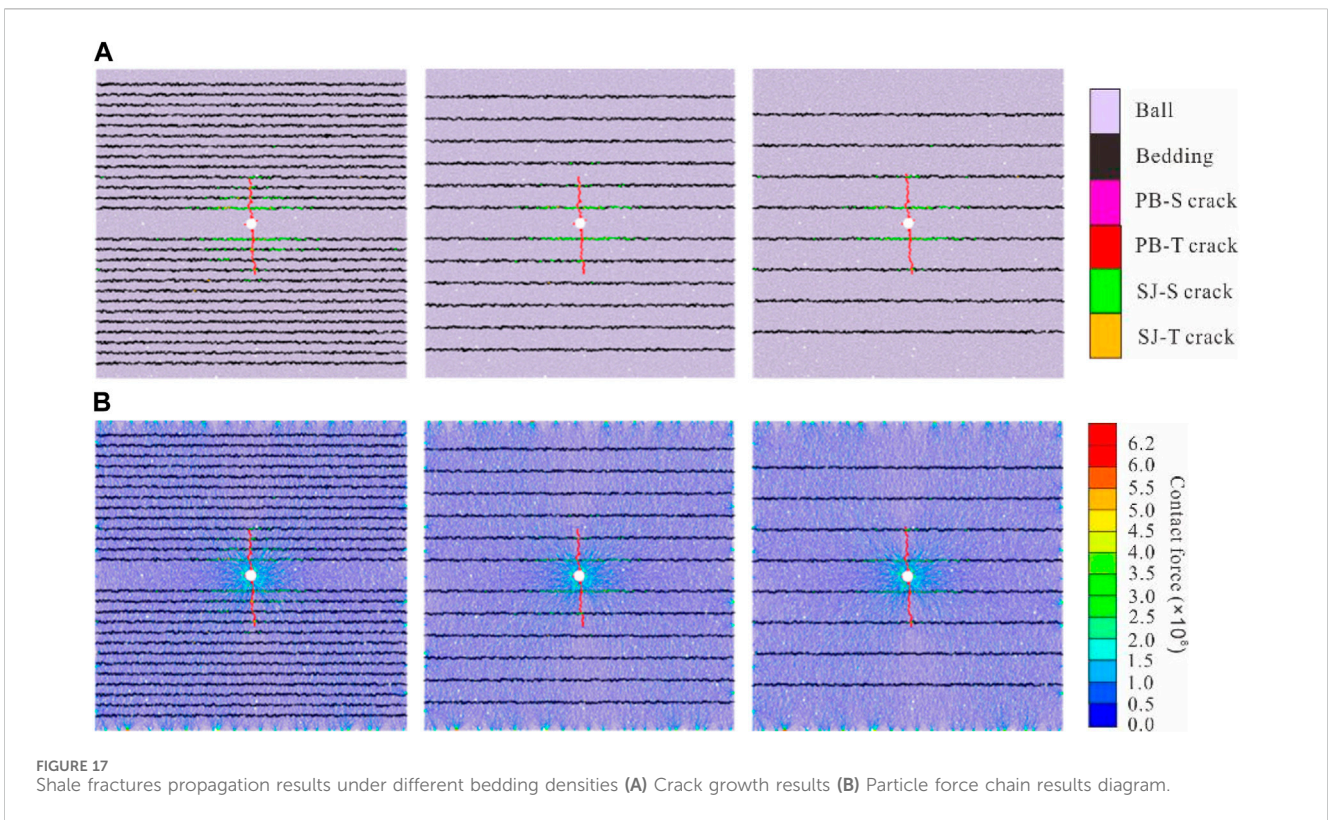 A
Ball
Bedding
PB-S crack
PB-T crack
SJ-S crack
SJ-T crack
B
6.2
6.0
5.5
5.0
4.5
4.0
3.5
3.0
2.5
2.0
1.5
1.0
0.5
0.0
Contact force (×10⁸)
FIGURE 17
Shale fractures propagation results under different bedding densities (A) Crack growth results (B) Particle force chain results diagram.